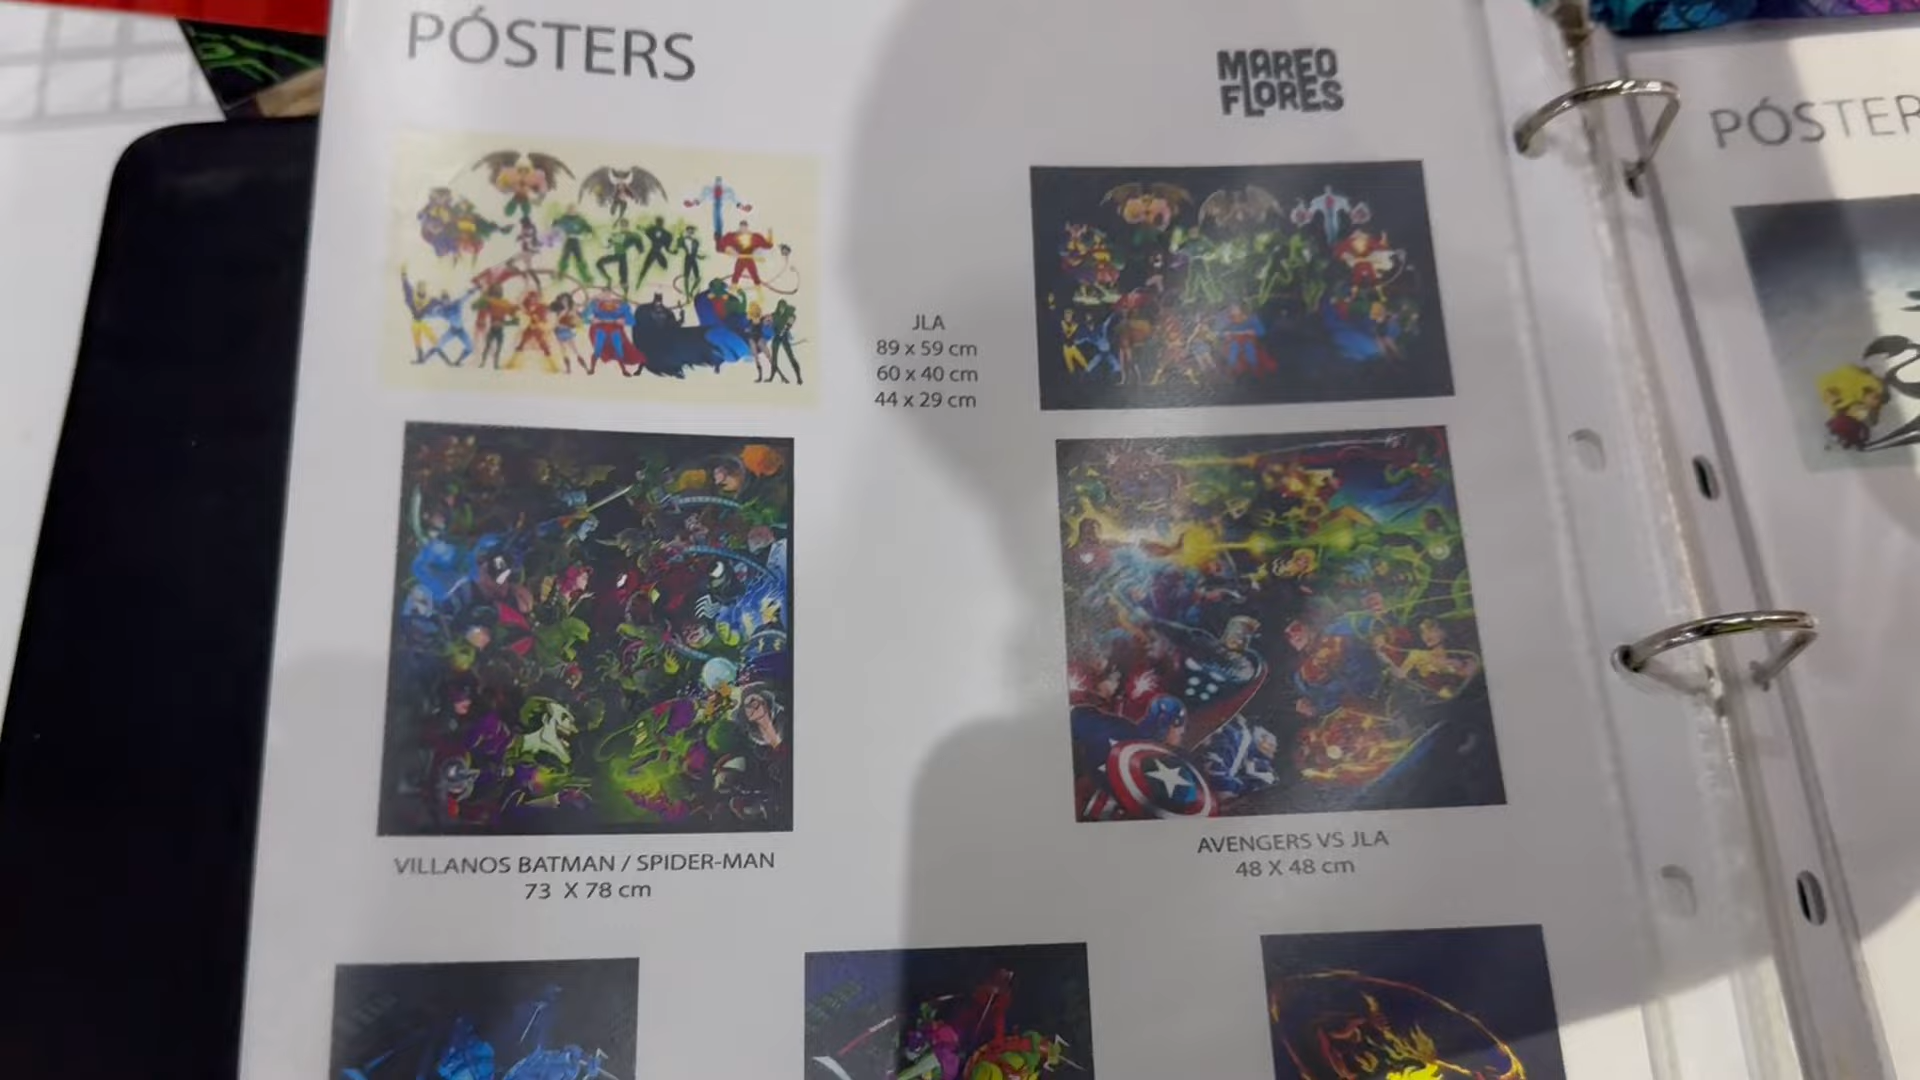 PÓSTERS
MAREO
FLORES
JLA
89 x 59 cm
60 x 40 cm
44 x 29 cm
VILLANOS BATMAN / SPIDER-MAN
73 X 78 cm
AVENGERS VS JLA
48 X 48 cm
PÓSTER